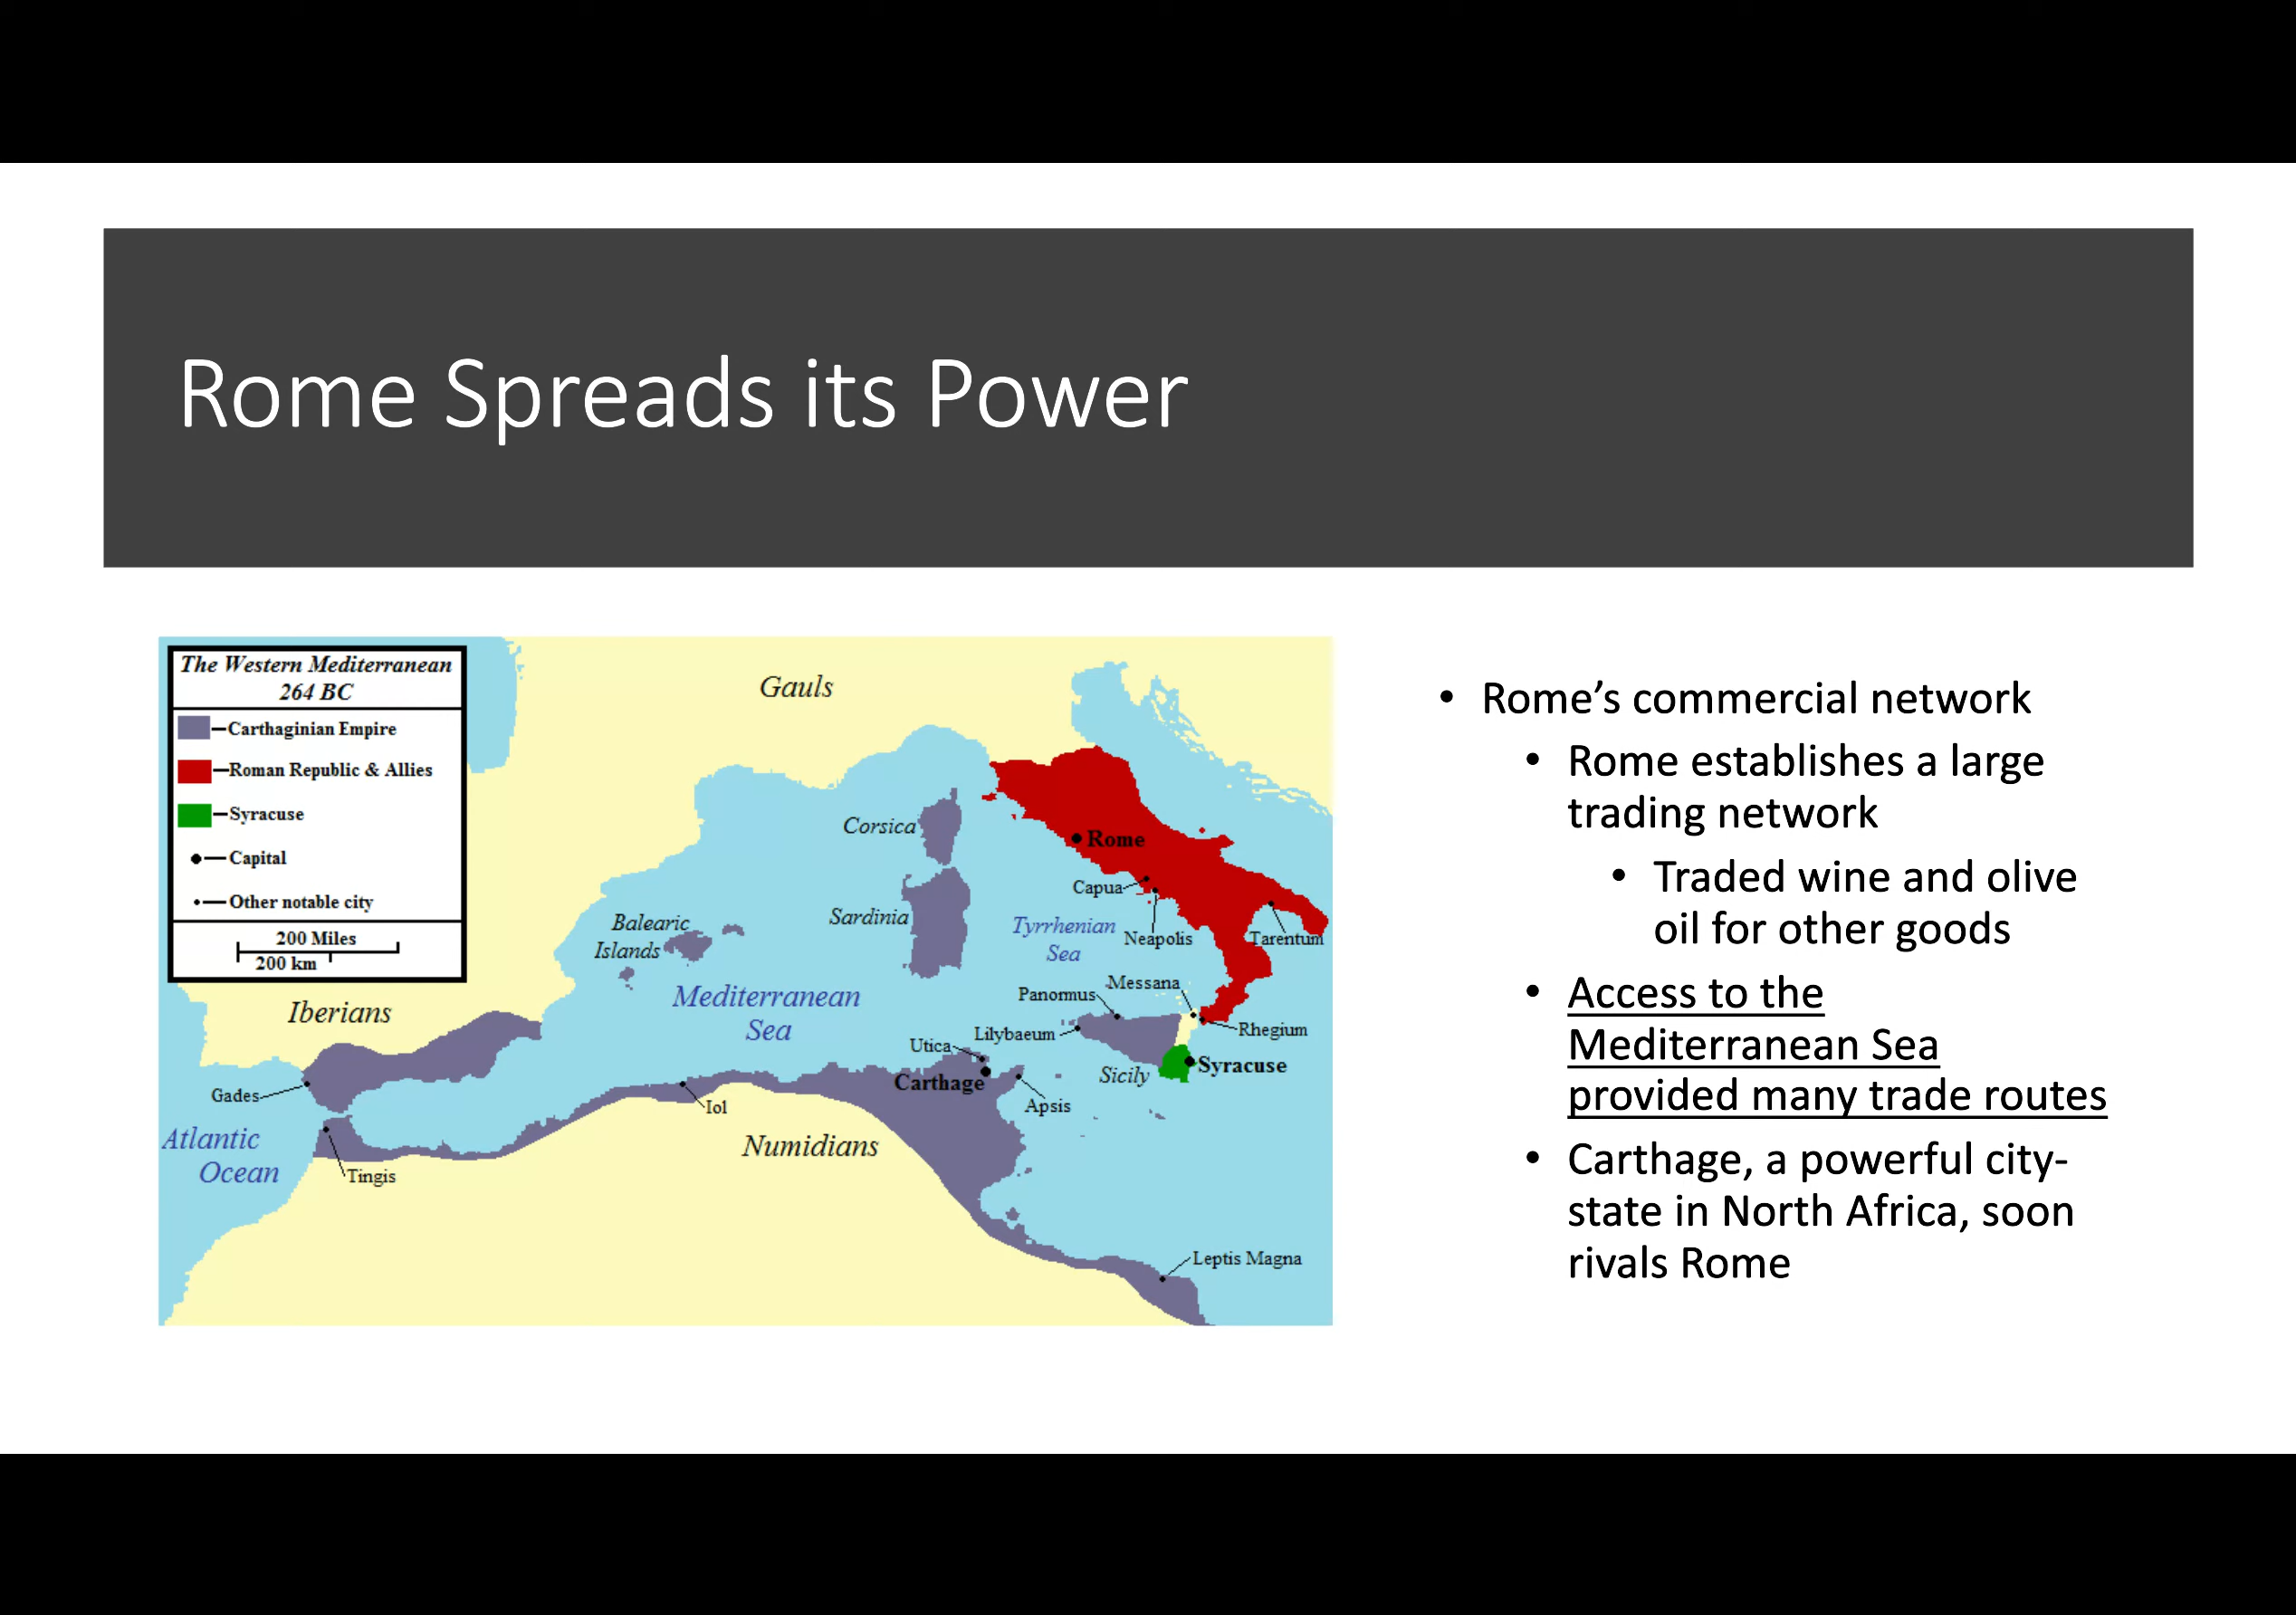 Rome Spreads its Power
The Western Mediterranean
264 BC
Carthaginian Empire
Roman Republic & Allies
Syracuse
Capital
Other notable city
200 Miles
200 km
Gauls
Corsica
Rome
Capua
Sardinia
Balearic
Islands
Tyrrhenian
Sea
Neapolis
Tarentum
Messana
Panormus
Mediterranean
Sea
Iberians
Lilybaeum
Rhegium
Utica
Syracuse
Sicily
Carthage
Gades
Iol
Apsis
Atlantic
Ocean
Numidians
Tingis
Leptis Magna
• Rome’s commercial network
• Rome establishes a large
trading network
• Traded wine and olive
oil for other goods
• Access to the
Mediterranean Sea
provided many trade routes
• Carthage, a powerful city-
state in North Africa, soon
rivals Rome